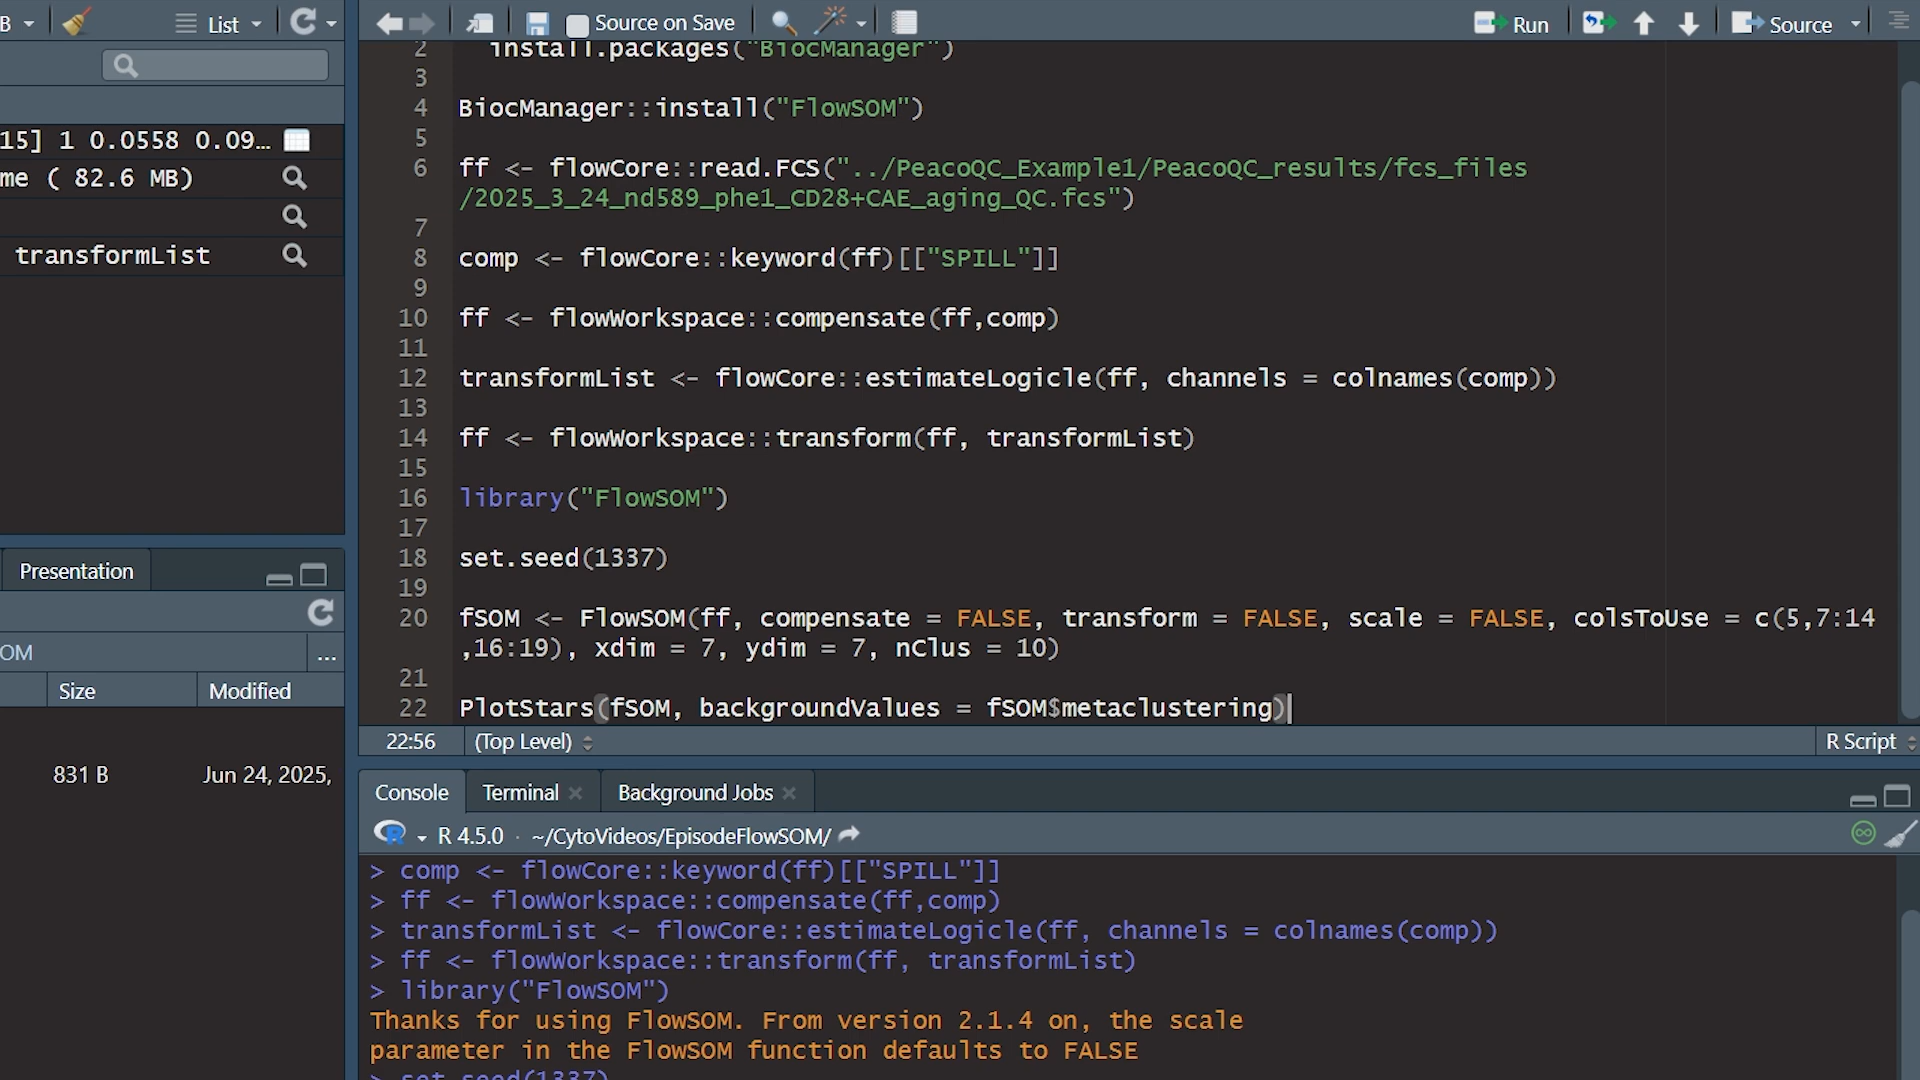 B
List
Source on Save
Run
Source
15] 1 0.0558 0.09…
me ( 82.6 MB)
transformList
Presentation
OM
...
Size Modified
831 B Jun 24, 2025,
2 install.packages("BiocManager")
3
4 BiocManager::install("FlowSOM")
5
6 ff <- flowCore::read.FCS("../PeacoQC_Example1/PeacoQC_results/fcs_files
/2025_3_24_nd589_phe1_CD28+CAE_aging_QC.fcs")
7
8 comp <- flowCore::keyword(ff)[["SPILL"]]
9
10 ff <- flowWorkspace::compensate(ff,comp)
11
12 transformList <- flowCore::estimateLogicle(ff, channels = colnames(comp))
13
14 ff <- flowWorkspace::transform(ff, transformList)
15
16 library("FlowSOM")
17
18 set.seed(1337)
19
20 fSOM <- FlowSOM(ff, compensate = FALSE, transform = FALSE, scale = FALSE, colsToUse = c(5,7:14
,16:19), xdim = 7, ydim = 7, nClus = 10)
21
22 PlotStars(fSOM, backgroundValues = fSOM$metaclustering)
22:56 (Top Level) R Script
Console Terminal Background Jobs
R 4.5.0 · ~/CytoVideos/EpisodeFlowSOM/
> comp <- flowCore::keyword(ff)[["SPILL"]]
> ff <- flowWorkspace::compensate(ff,comp)
> transformList <- flowCore::estimateLogicle(ff, channels = colnames(comp))
> ff <- flowWorkspace::transform(ff, transformList)
> library("FlowSOM")
Thanks for using FlowSOM. From version 2.1.4 on, the scale
parameter in the FlowSOM function defaults to FALSE
> set.seed(1337)